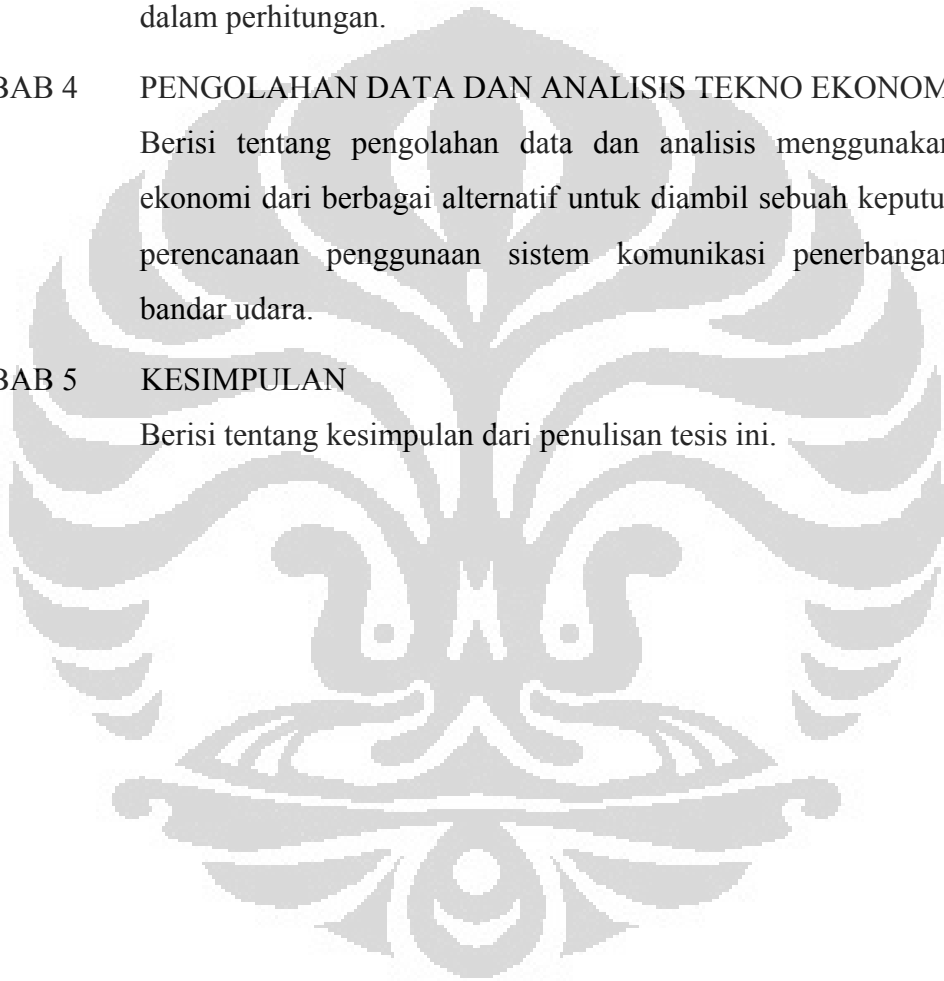 dalam perhitungan.
BAB 4 PENGOLAHAN DATA DAN ANALISIS TEKNO EKONOM
Berisi tentang pengolahan data dan analisis menggunakan
ekonomi dari berbagai alternatif untuk diambil sebuah keputu
perencanaan penggunaan sistem komunikasi penerbangan
bandar udara.
BAB 5 KESIMPULAN
Berisi tentang kesimpulan dari penulisan tesis ini.